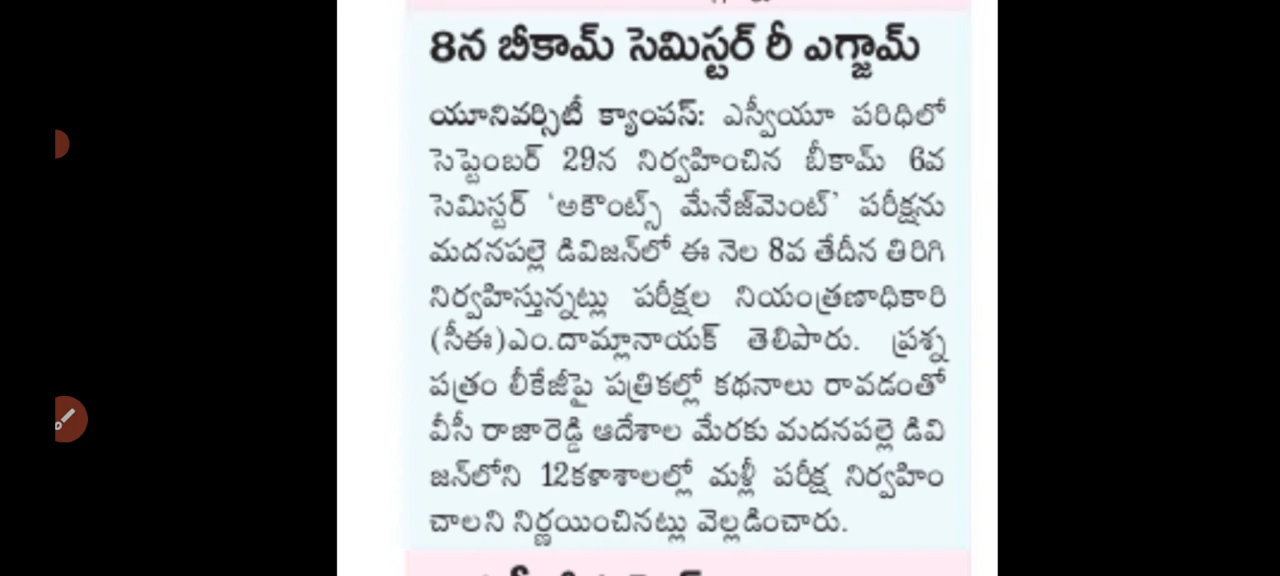 8న బీకామ్ సెమిస్టర్ రీ ఎగ్జామ్
యూనివర్సిటీ క్యాంపస్: ఎస్వీయూ పరిధిలో
సెప్టెంబర్ 29న నిర్వహించిన బీకామ్ 6వ
సెమిస్టర్ ‘అకౌంట్స్ మేనేజ్‌మెంట్’ పరీక్షను
మదనపల్లె డివిజన్‌లో ఈ నెల 8వ తేదీన తిరిగి
నిర్వహిస్తున్నట్లు పరీక్షల నియంత్రణాధికారి
(సీఈ)ఎం.దామ్లానాయక్ తెలిపారు. ప్రశ్న
పత్రం లీకేజీపై పత్రికల్లో కథనాలు రావడంతో
వీసీ రాజారెడ్డి ఆదేశాల మేరకు మదనపల్లె డివి
జన్‌లోని 12కళాశాలల్లో మళ్లీ పరీక్ష నిర్వహిం
చాలని నిర్ణయించినట్లు వెల్లడించారు.